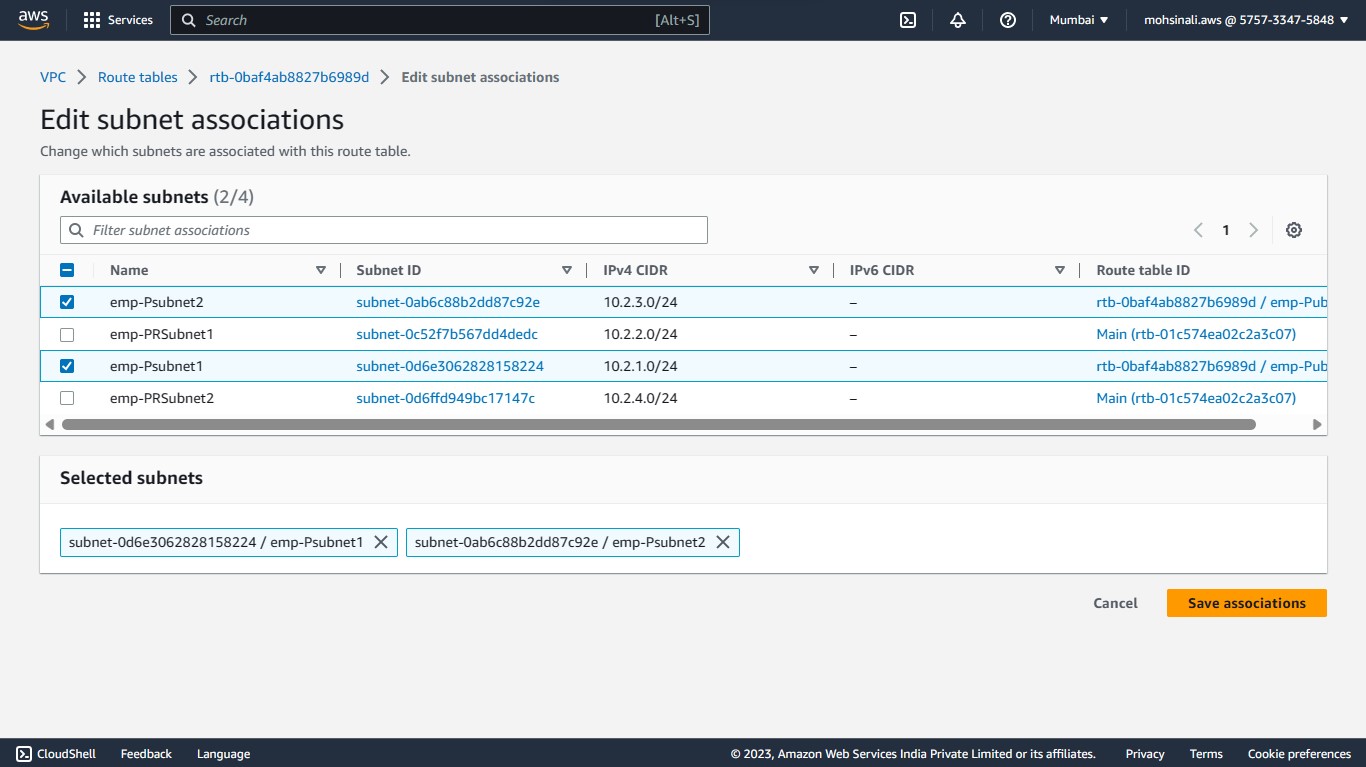 aws Services Search [Alt+S] Mumbai mohsinali.aws @ 5757-3347-5848
VPC Route tables rtb-0baf4ab8827b6989d Edit subnet associations
Edit subnet associations
Change which subnets are associated with this route table.
Available subnets (2/4)
Filter subnet associations 1
Name Subnet ID IPv4 CIDR IPv6 CIDR Route table ID
emp-Psubnet2 subnet-0ab6c88b2dd87c92e 10.2.3.0/24 – rtb-0baf4ab8827b6989d / emp-Pub
emp-PRSubnet1 subnet-0c52f7b567dd4dedc 10.2.2.0/24 – Main (rtb-01c574ea02c2a3c07)
emp-Psubnet1 subnet-0d6e3062828158224 10.2.1.0/24 – rtb-0baf4ab8827b6989d / emp-Pub
emp-PRSubnet2 subnet-0d6ffd949bc17147c 10.2.4.0/24 – Main (rtb-01c574ea02c2a3c07)
Selected subnets
subnet-0d6e3062828158224 / emp-Psubnet1 subnet-0ab6c88b2dd87c92e / emp-Psubnet2
Cancel Save associations
CloudShell Feedback Language © 2023, Amazon Web Services India Private Limited or its affiliates. Privacy Terms Cookie preferences